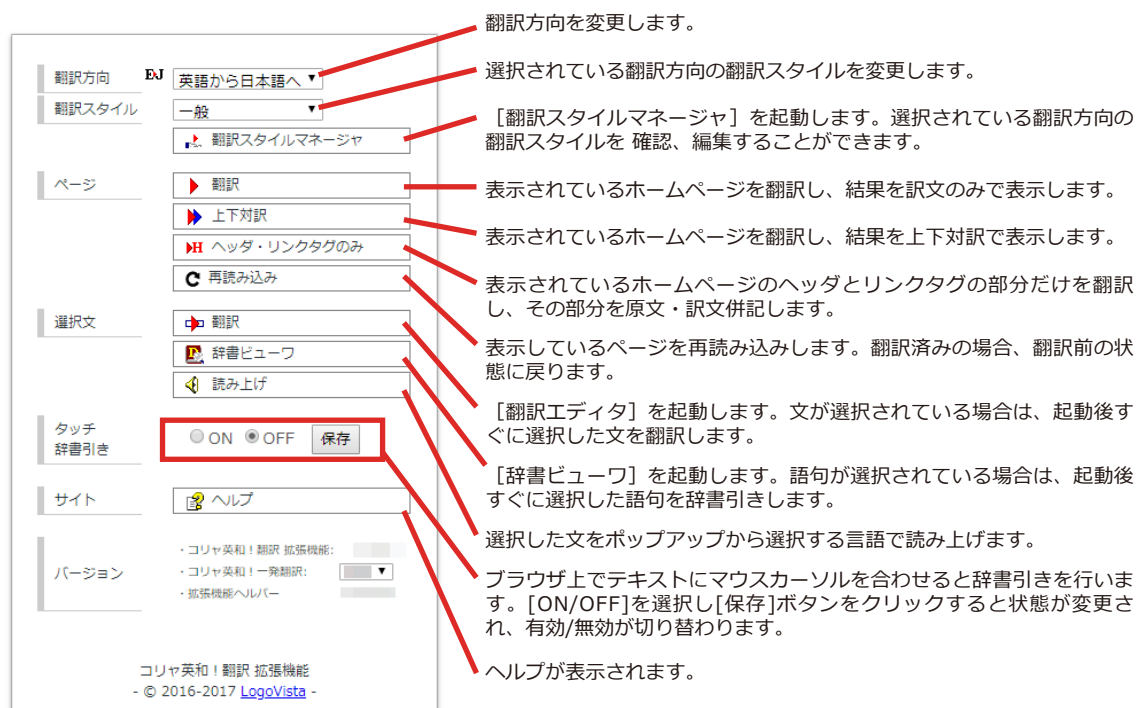 翻訳方向を変更します。
翻訳方向 EJ 英語から日本語へ
選択されている翻訳方向の翻訳スタイルを変更します。
翻訳スタイル 一般
［翻訳スタイルマネージャ］を起動します。選択されている翻訳方向の
翻訳スタイルを 確認、編集することができます。
翻訳スタイルマネージャ
ページ 翻訳
表示されているホームページを翻訳し、結果を訳文のみで表示します。
上下対訳
表示されているホームページを翻訳し、結果を上下対訳で表示します。
H ヘッダ・リンクタグのみ
再読み込み
表示されているホームページのヘッダとリンクタグの部分だけを翻訳
し、その部分を原文・訳文併記します。
選択文 翻訳
表示しているページを再読み込みします。翻訳済みの場合、翻訳前の状
態に戻ります。
辞書ビューワ
読み上げ
［翻訳エディタ］を起動します。文が選択されている場合は、起動後す
ぐに選択した文を翻訳します。
タッチ
辞書引き
ON OFF 保存
［辞書ビューワ］を起動します。語句が選択されている場合は、起動後
すぐに選択した語句を辞書引きします。
サイト ヘルプ
選択した文をポップアップから選択する言語で読み上げます。
バージョン
・コリャ英和！翻訳 拡張機能:
・コリャ英和！一発翻訳:
・拡張機能ヘルパー
ブラウザ上でテキストにマウスカーソルを合わせると辞書引きを行いま
す。[ON/OFF]を選択し[保存]ボタンをクリックすると状態が変更さ
れ、有効/無効が切り替わります。
ヘルプが表示されます。
コリャ英和！翻訳 拡張機能
- © 2016-2017 LogoVista -